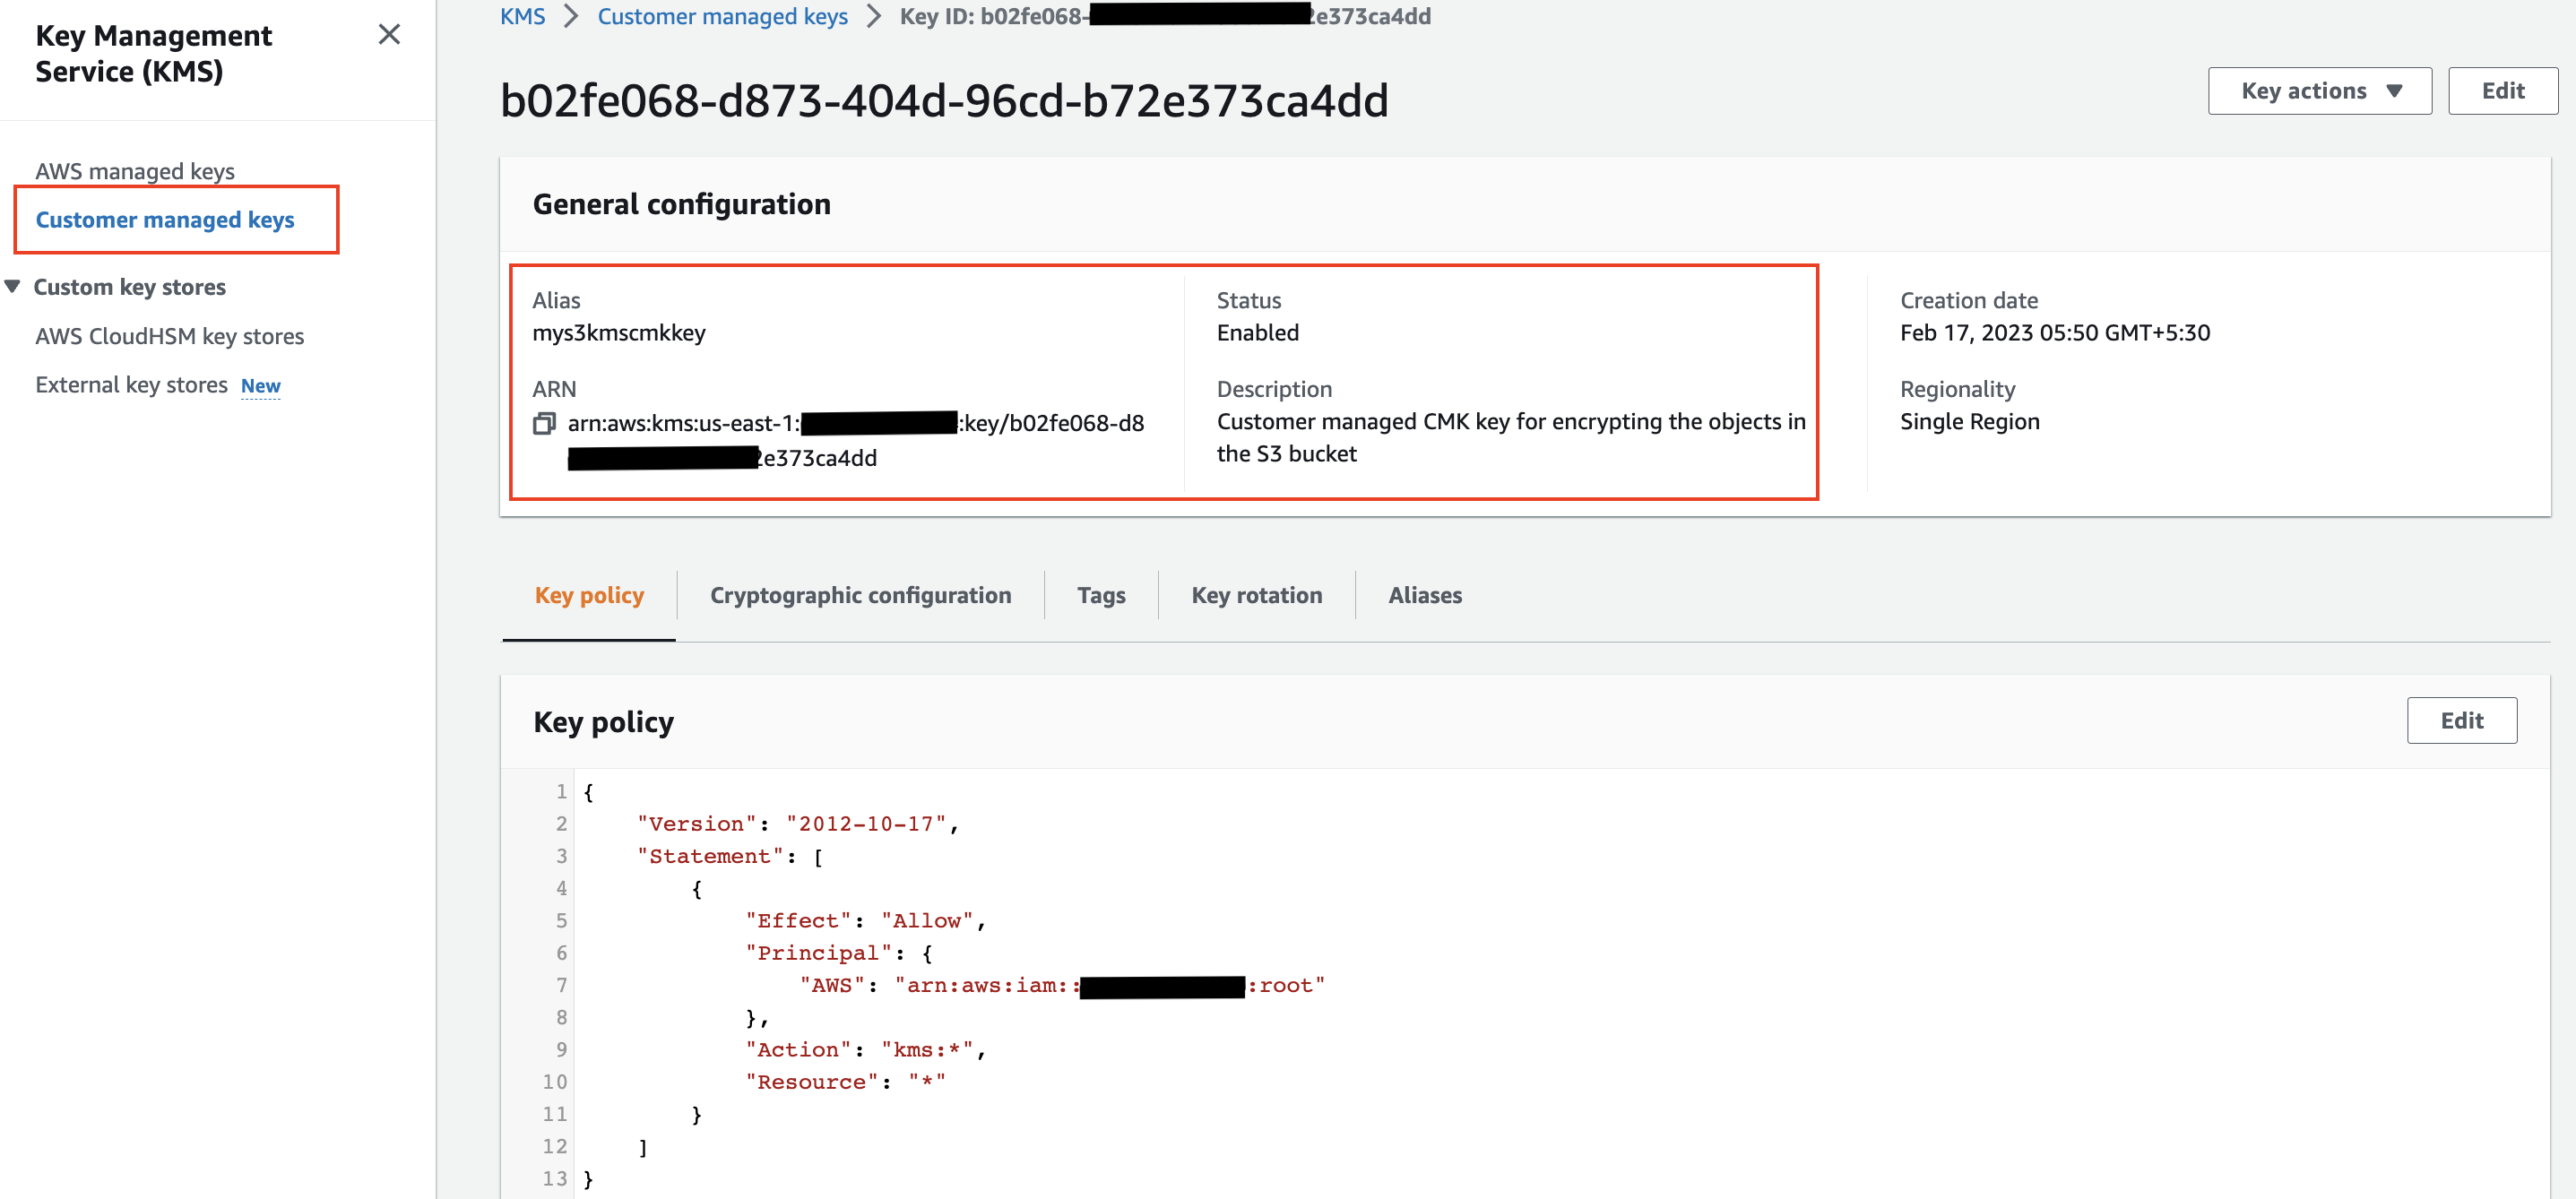 Key Management
Service (KMS)
AWS managed keys
Customer managed keys
Custom key stores
AWS CloudHSM key stores
External key stores New
KMS > Customer managed keys > Key ID: b02fe068- e373ca4dd
b02fe068-d873-404d-96cd-b72e373ca4dd
Key actions
Edit
General configuration
Alias
mys3kmscmkkey
ARN
arn:aws:kms:us-east-1: :key/b02fe068-d8
2e373ca4dd
Status
Enabled
Description
Customer managed CMK key for encrypting the objects in
the S3 bucket
Creation date
Feb 17, 2023 05:50 GMT+5:30
Regionality
Single Region
Key policy
Cryptographic configuration
Tags
Key rotation
Aliases
Key policy
Edit
1 {
2 "Version": "2012-10-17",
3 "Statement": [
4 {
5 "Effect": "Allow",
6 "Principal": {
7 "AWS": "arn:aws:iam:: :root"
8 },
9 "Action": "kms:*",
10 "Resource": "*"
11 }
12 ]
13 }